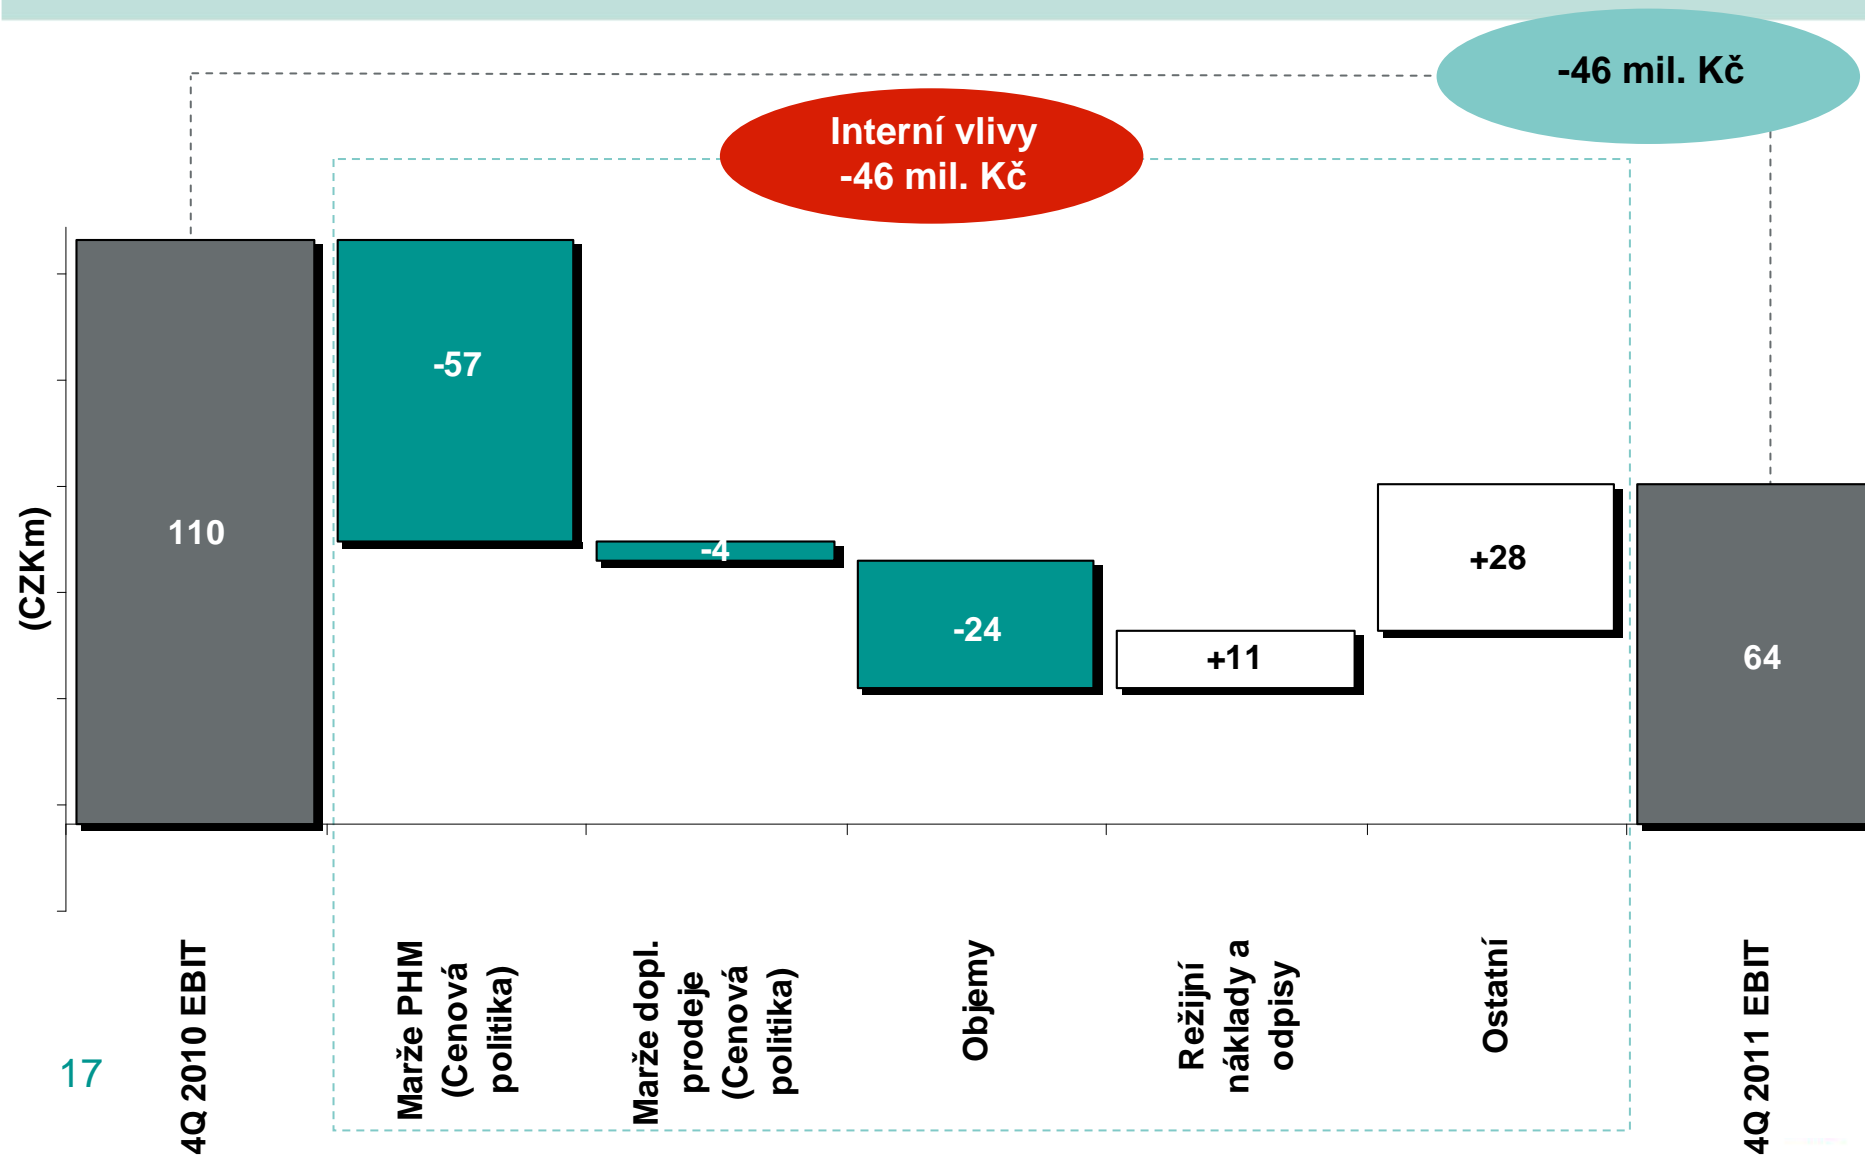 -46 mil. Kč
Interní vlivy
-46 mil. Kč
(CZKm)
110
-57
-4
-24
+11
+28
64
4Q 2010 EBIT
Marže PHM
(Cenová
politika)
Marže dopl.
prodeje
(Cenová
politika)
Objemy
Režijní
náklady a
odpisy
Ostatní
4Q 2011 EBIT
17